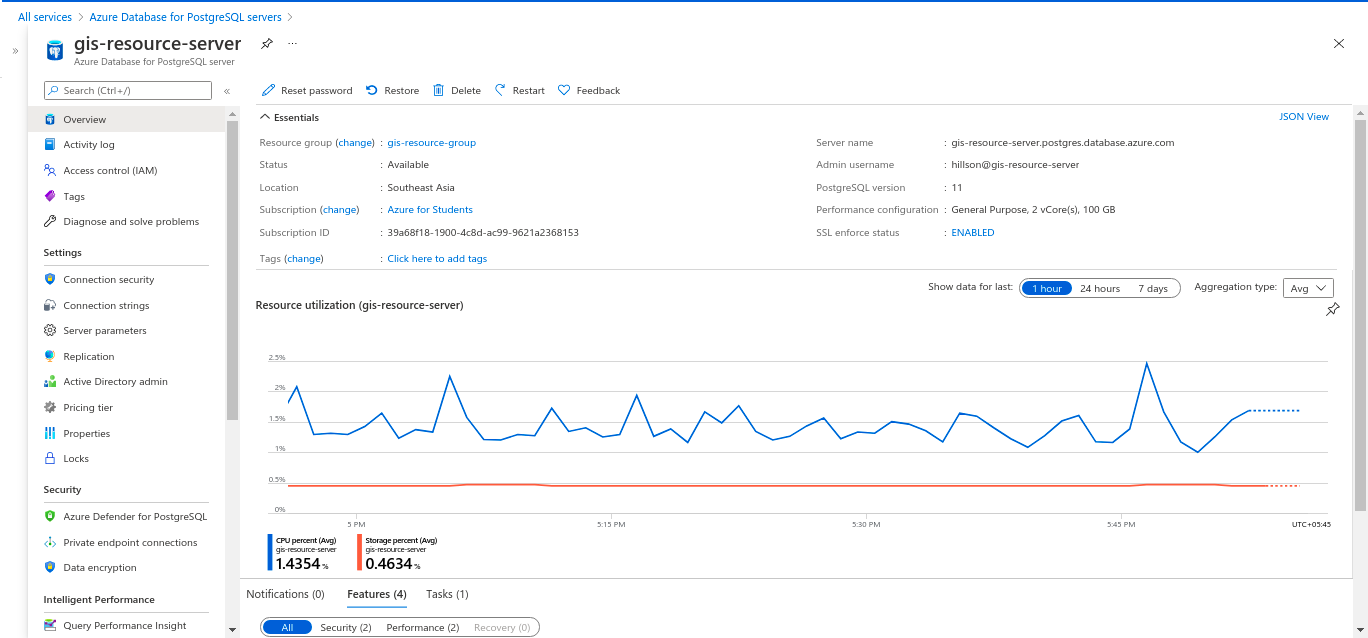 All services > Azure Database for PostgreSQL servers >
»
gis-resource-server
...
Azure Database for PostgreSQL server
Search (Ctrl+/)
«
Overview
Activity log
Access control (IAM)
Tags
Diagnose and solve problems
Settings
Connection security
Connection strings
Server parameters
Replication
Active Directory admin
Pricing tier
Properties
Locks
Security
Azure Defender for PostgreSQL
Private endpoint connections
Data encryption
Intelligent Performance
Query Performance Insight
Reset password Restore Delete Restart Feedback
Essentials
JSON View
Resource group (change) : gis-resource-group
Status : Available
Location : Southeast Asia
Subscription (change) : Azure for Students
Subscription ID : 39a68f18-1900-4c8d-ac99-9621a2368153
Tags (change) : Click here to add tags
Server name : gis-resource-server.postgres.database.azure.com
Admin username : hillson@gis-resource-server
PostgreSQL version : 11
Performance configuration : General Purpose, 2 vCore(s), 100 GB
SSL enforce status : ENABLED
Show data for last: 1 hour 24 hours 7 days Aggregation type: Avg
Resource utilization (gis-resource-server)
2.5%
2%
1.5%
1%
0.5%
0%
5 PM 5:15 PM 5:30 PM 5:45 PM UTC+05:45
CPU percent (Avg)
gis-resource-server
1.4354 %
Storage percent (Avg)
gis-resource-server
0.4634 %
Notifications (0) Features (4) Tasks (1)
All Security (2) Performance (2) Recovery (0)